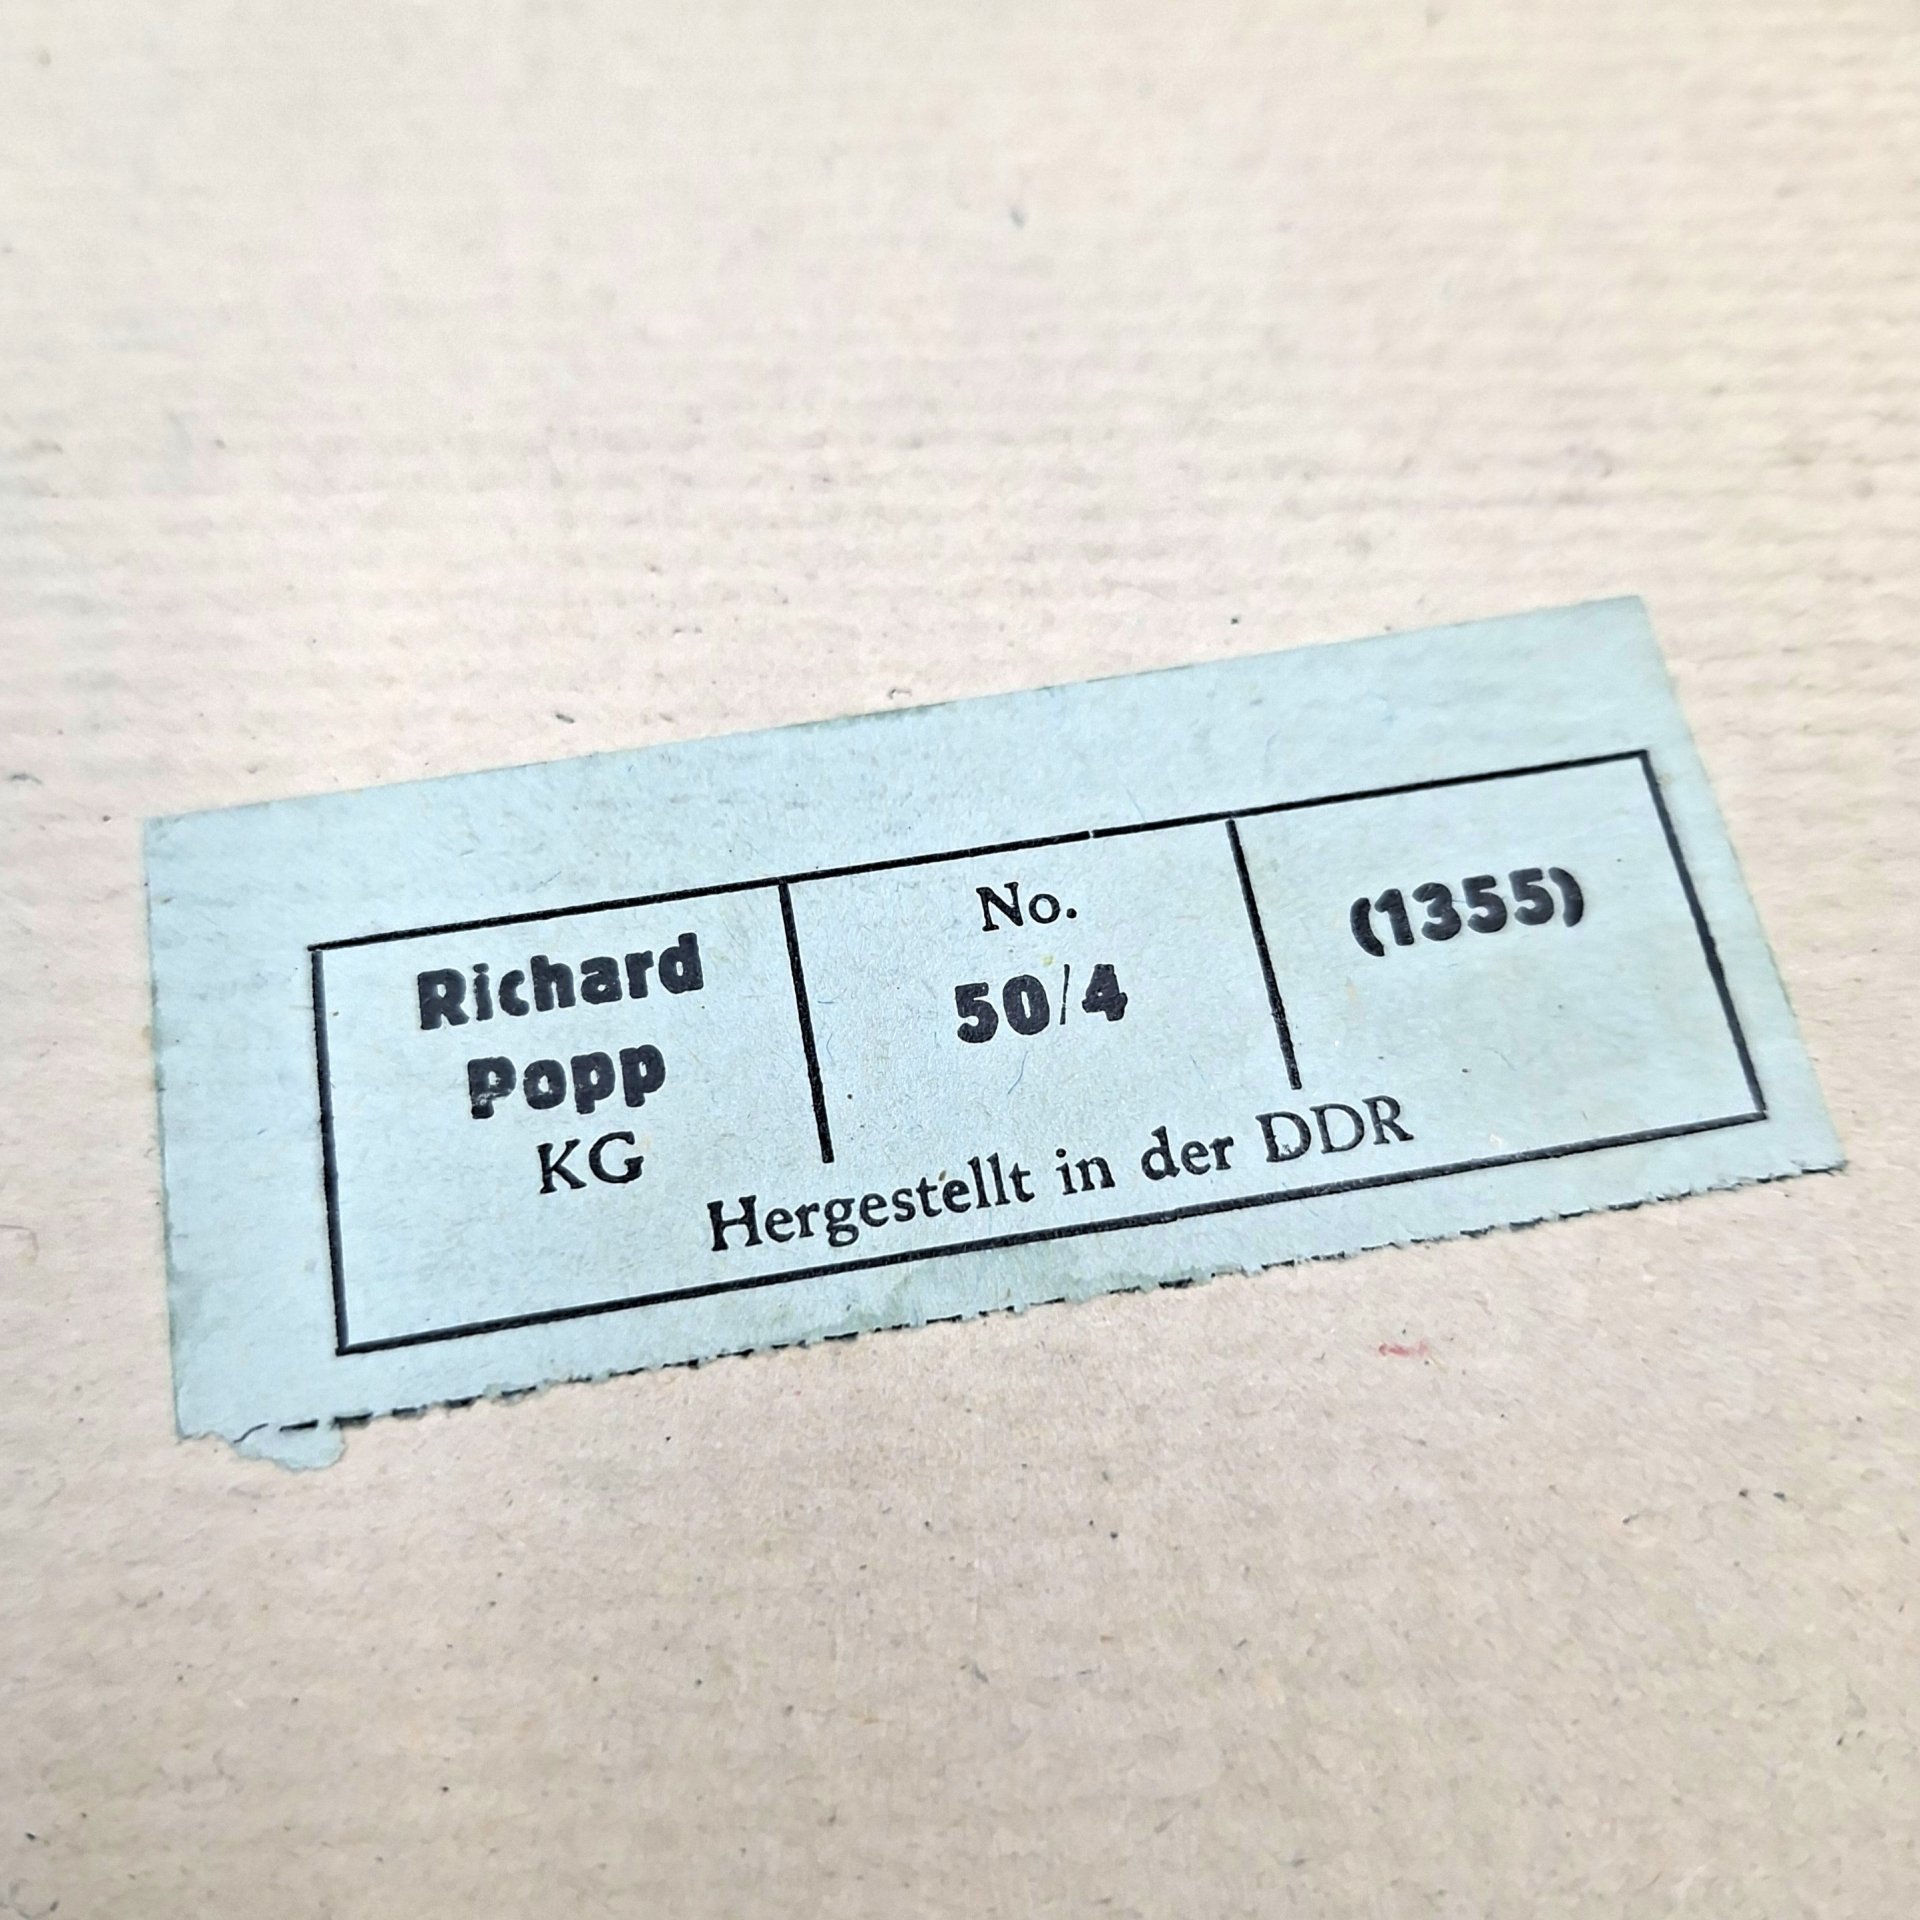 Richard
Popp
KG
No.
50/4
(1355)
Hergestellt in der DDR